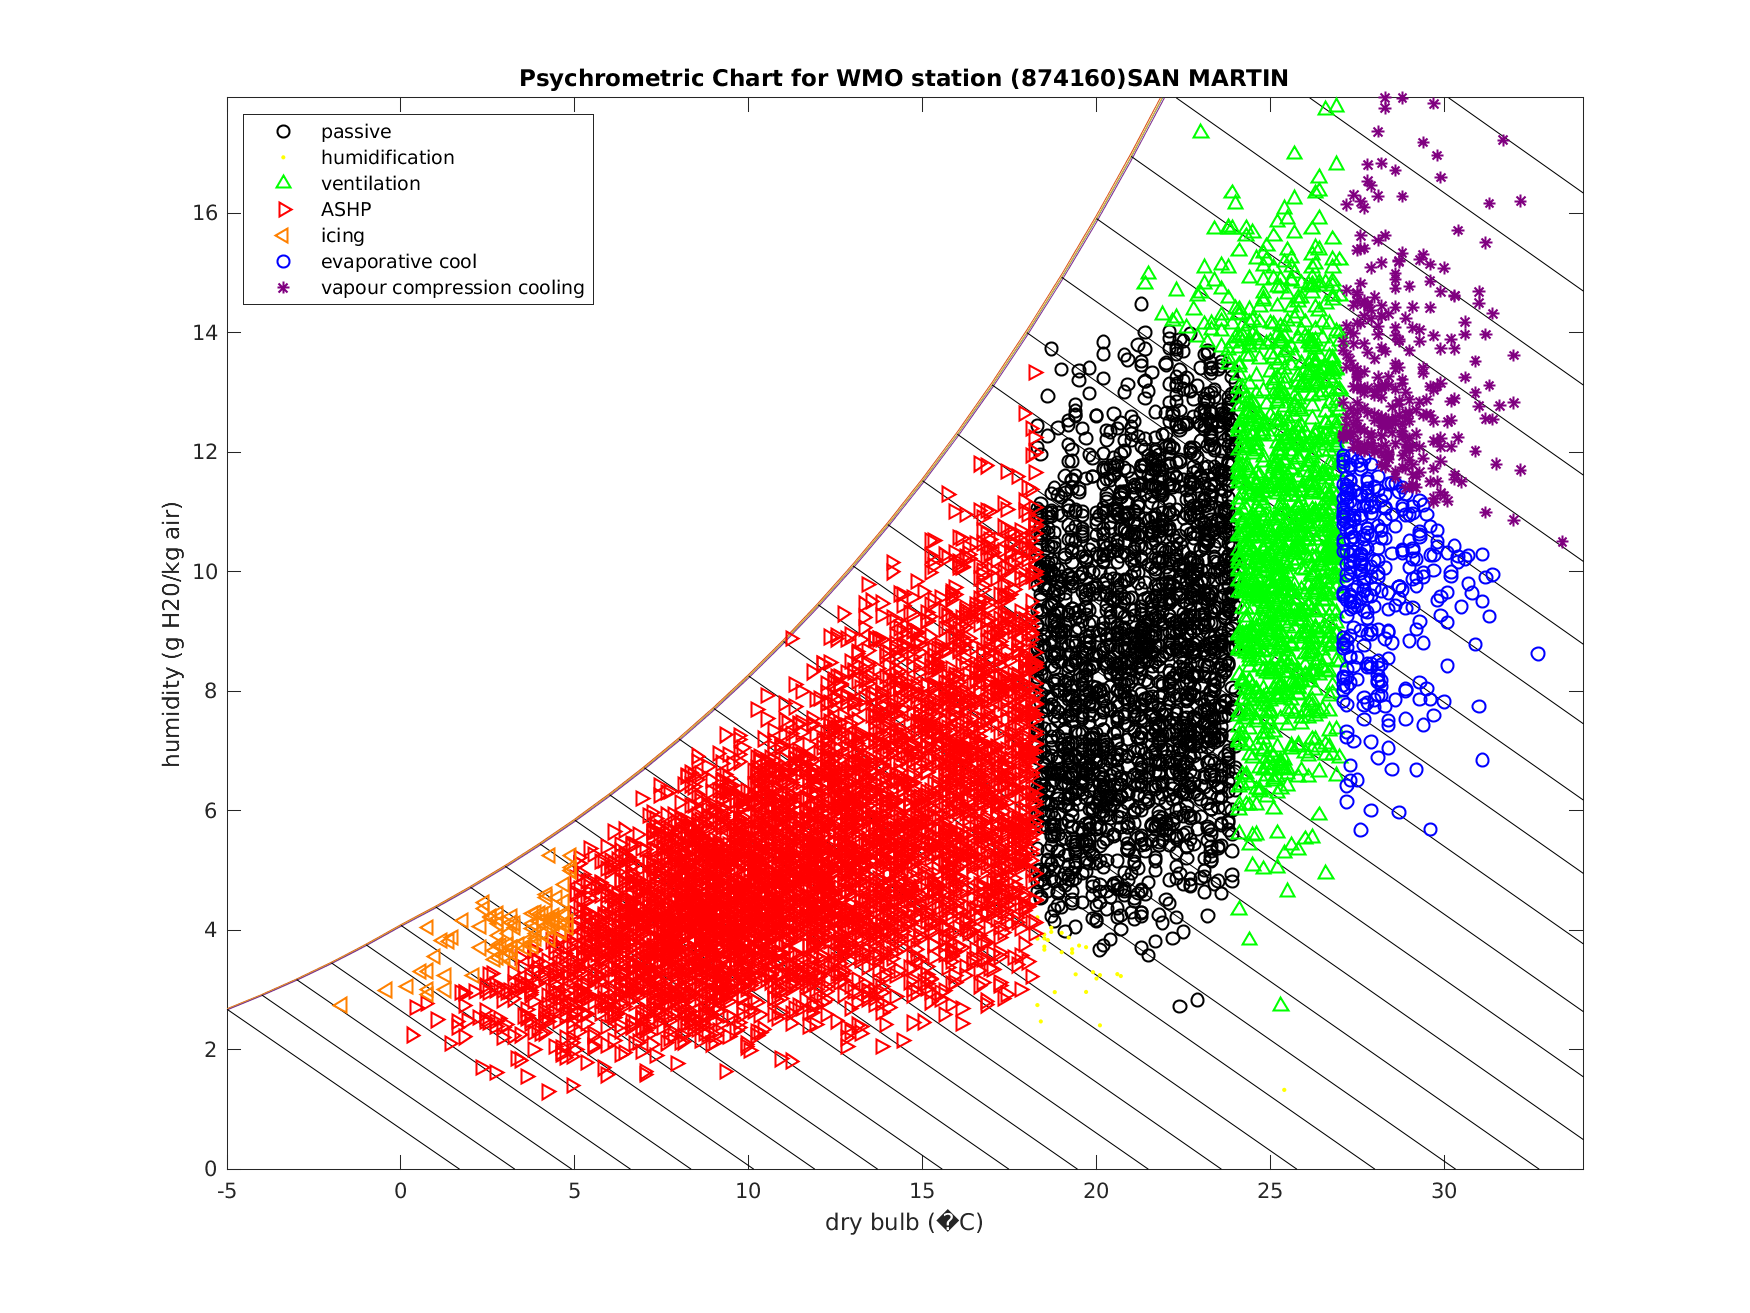 Psychrometric Chart for WMO station (874160)SAN MARTIN
passive
humidification
ventilation
ASHP
icing
evaporative cool
vapour compression cooling
humidity (g H20/kg air)
16
14
12
10
8
6
4
2
0
-5 0 5 10 15 20 25 30
dry bulb (�C)